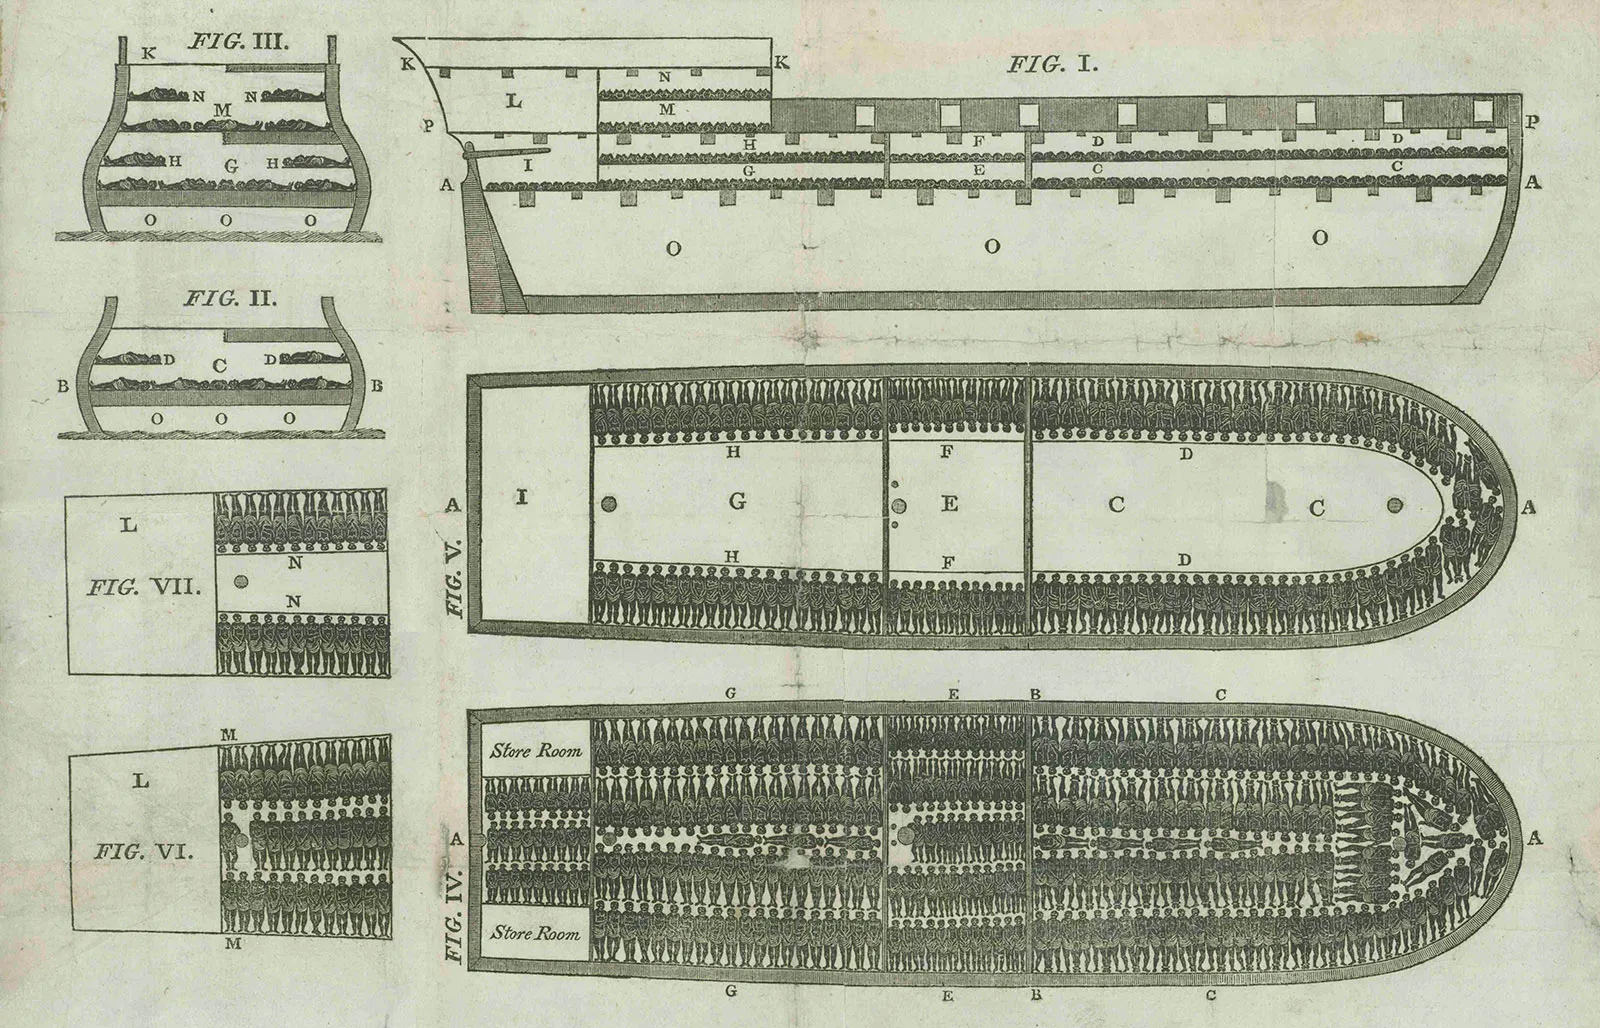 FIG. III.
K
N N
M
H G H
O O O
FIG. II.
D D
C
B B
O O O
FIG. I.
K K
N
L M
P P
H F D D
I G E C C
A A
O O O
FIG. VII.
L
N
N
FIG. V.
H F D
A I G E C C A
H F D
FIG. VI.
M
L
M
FIG. IV.
G E B C
Store Room
A A
Store Room
G E B C